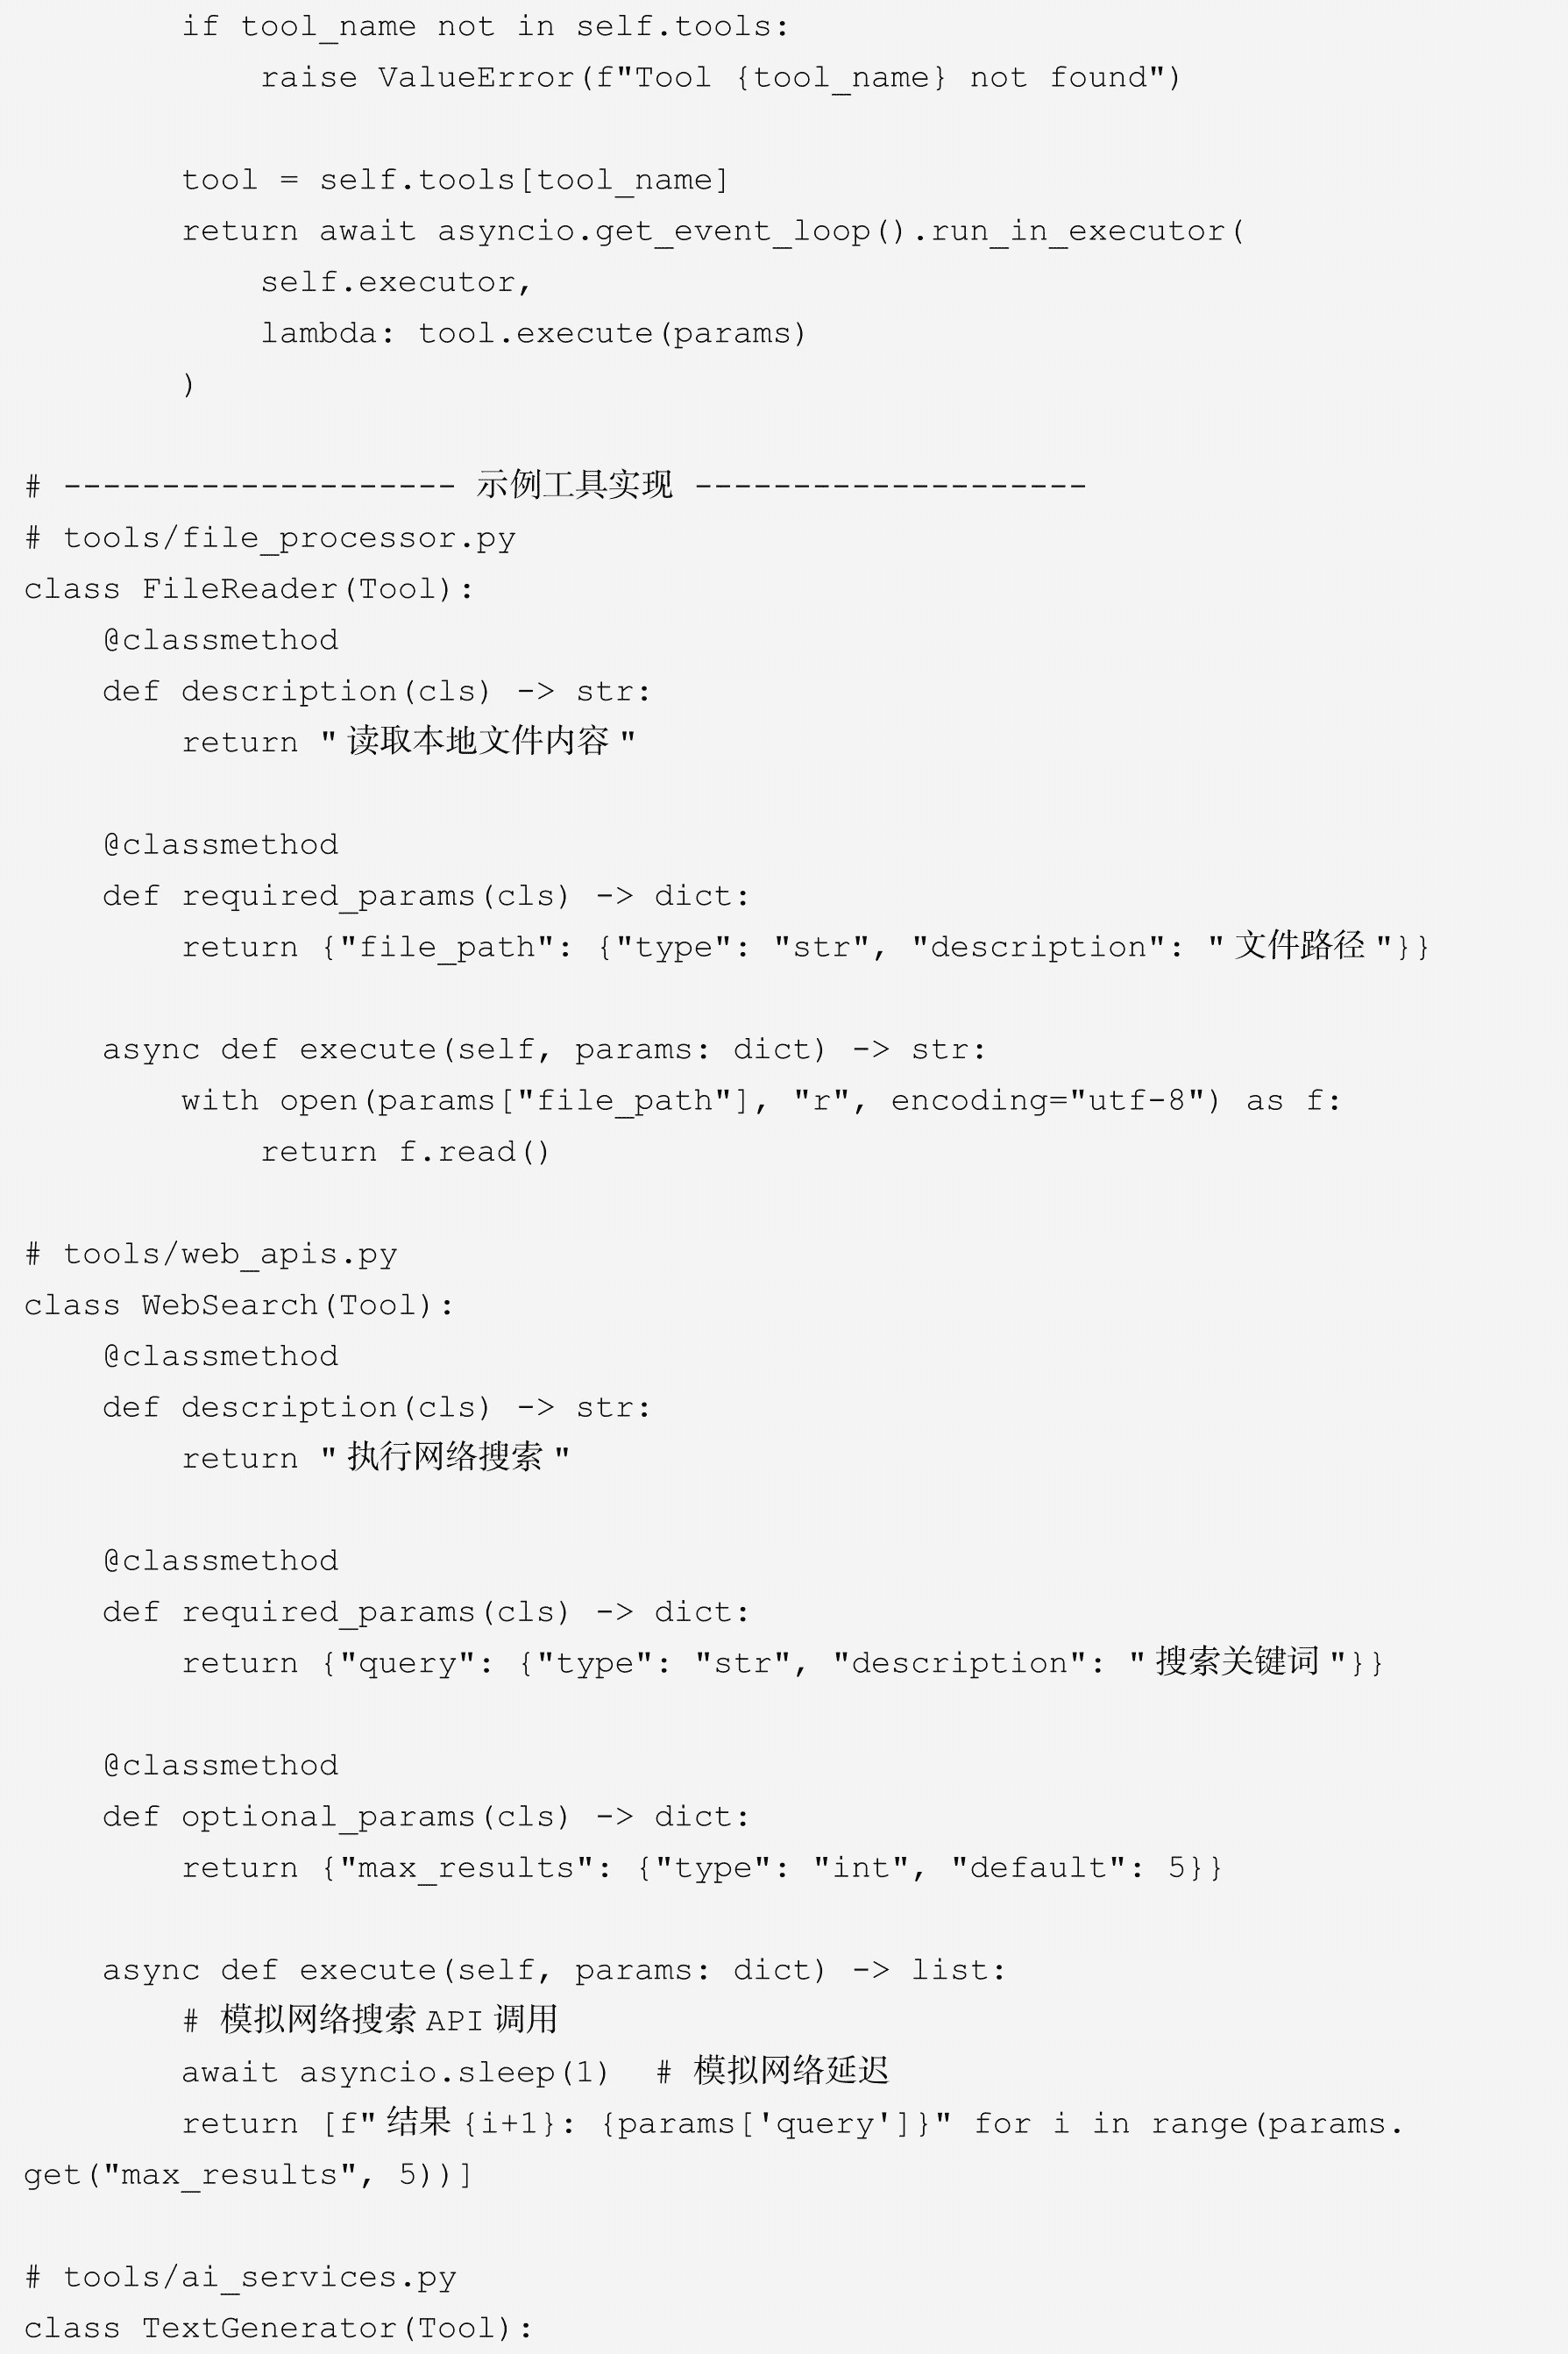 if tool_name not in self.tools:
            raise ValueError(f"Tool {tool_name} not found")

        tool = self.tools[tool_name]
        return await asyncio.get_event_loop().run_in_executor(
            self.executor,
            lambda: tool.execute(params)
        )

# -------------------- 示例工具实现 --------------------
# tools/file_processor.py
class FileReader(Tool):
    @classmethod
    def description(cls) -> str:
        return "读取本地文件内容"

    @classmethod
    def required_params(cls) -> dict:
        return {"file_path": {"type": "str", "description": "文件路径"}}

    async def execute(self, params: dict) -> str:
        with open(params["file_path"], "r", encoding="utf-8") as f:
            return f.read()

# tools/web_apis.py
class WebSearch(Tool):
    @classmethod
    def description(cls) -> str:
        return "执行网络搜索"

    @classmethod
    def required_params(cls) -> dict:
        return {"query": {"type": "str", "description": "搜索关键词"}}

    @classmethod
    def optional_params(cls) -> dict:
        return {"max_results": {"type": "int", "default": 5}}

    async def execute(self, params: dict) -> list:
        # 模拟网络搜索 API 调用
        await asyncio.sleep(1)  # 模拟网络延迟
        return [f"结果 {i+1}: {params['query']}" for i in range(params.
get("max_results", 5))]

# tools/ai_services.py
class TextGenerator(Tool):